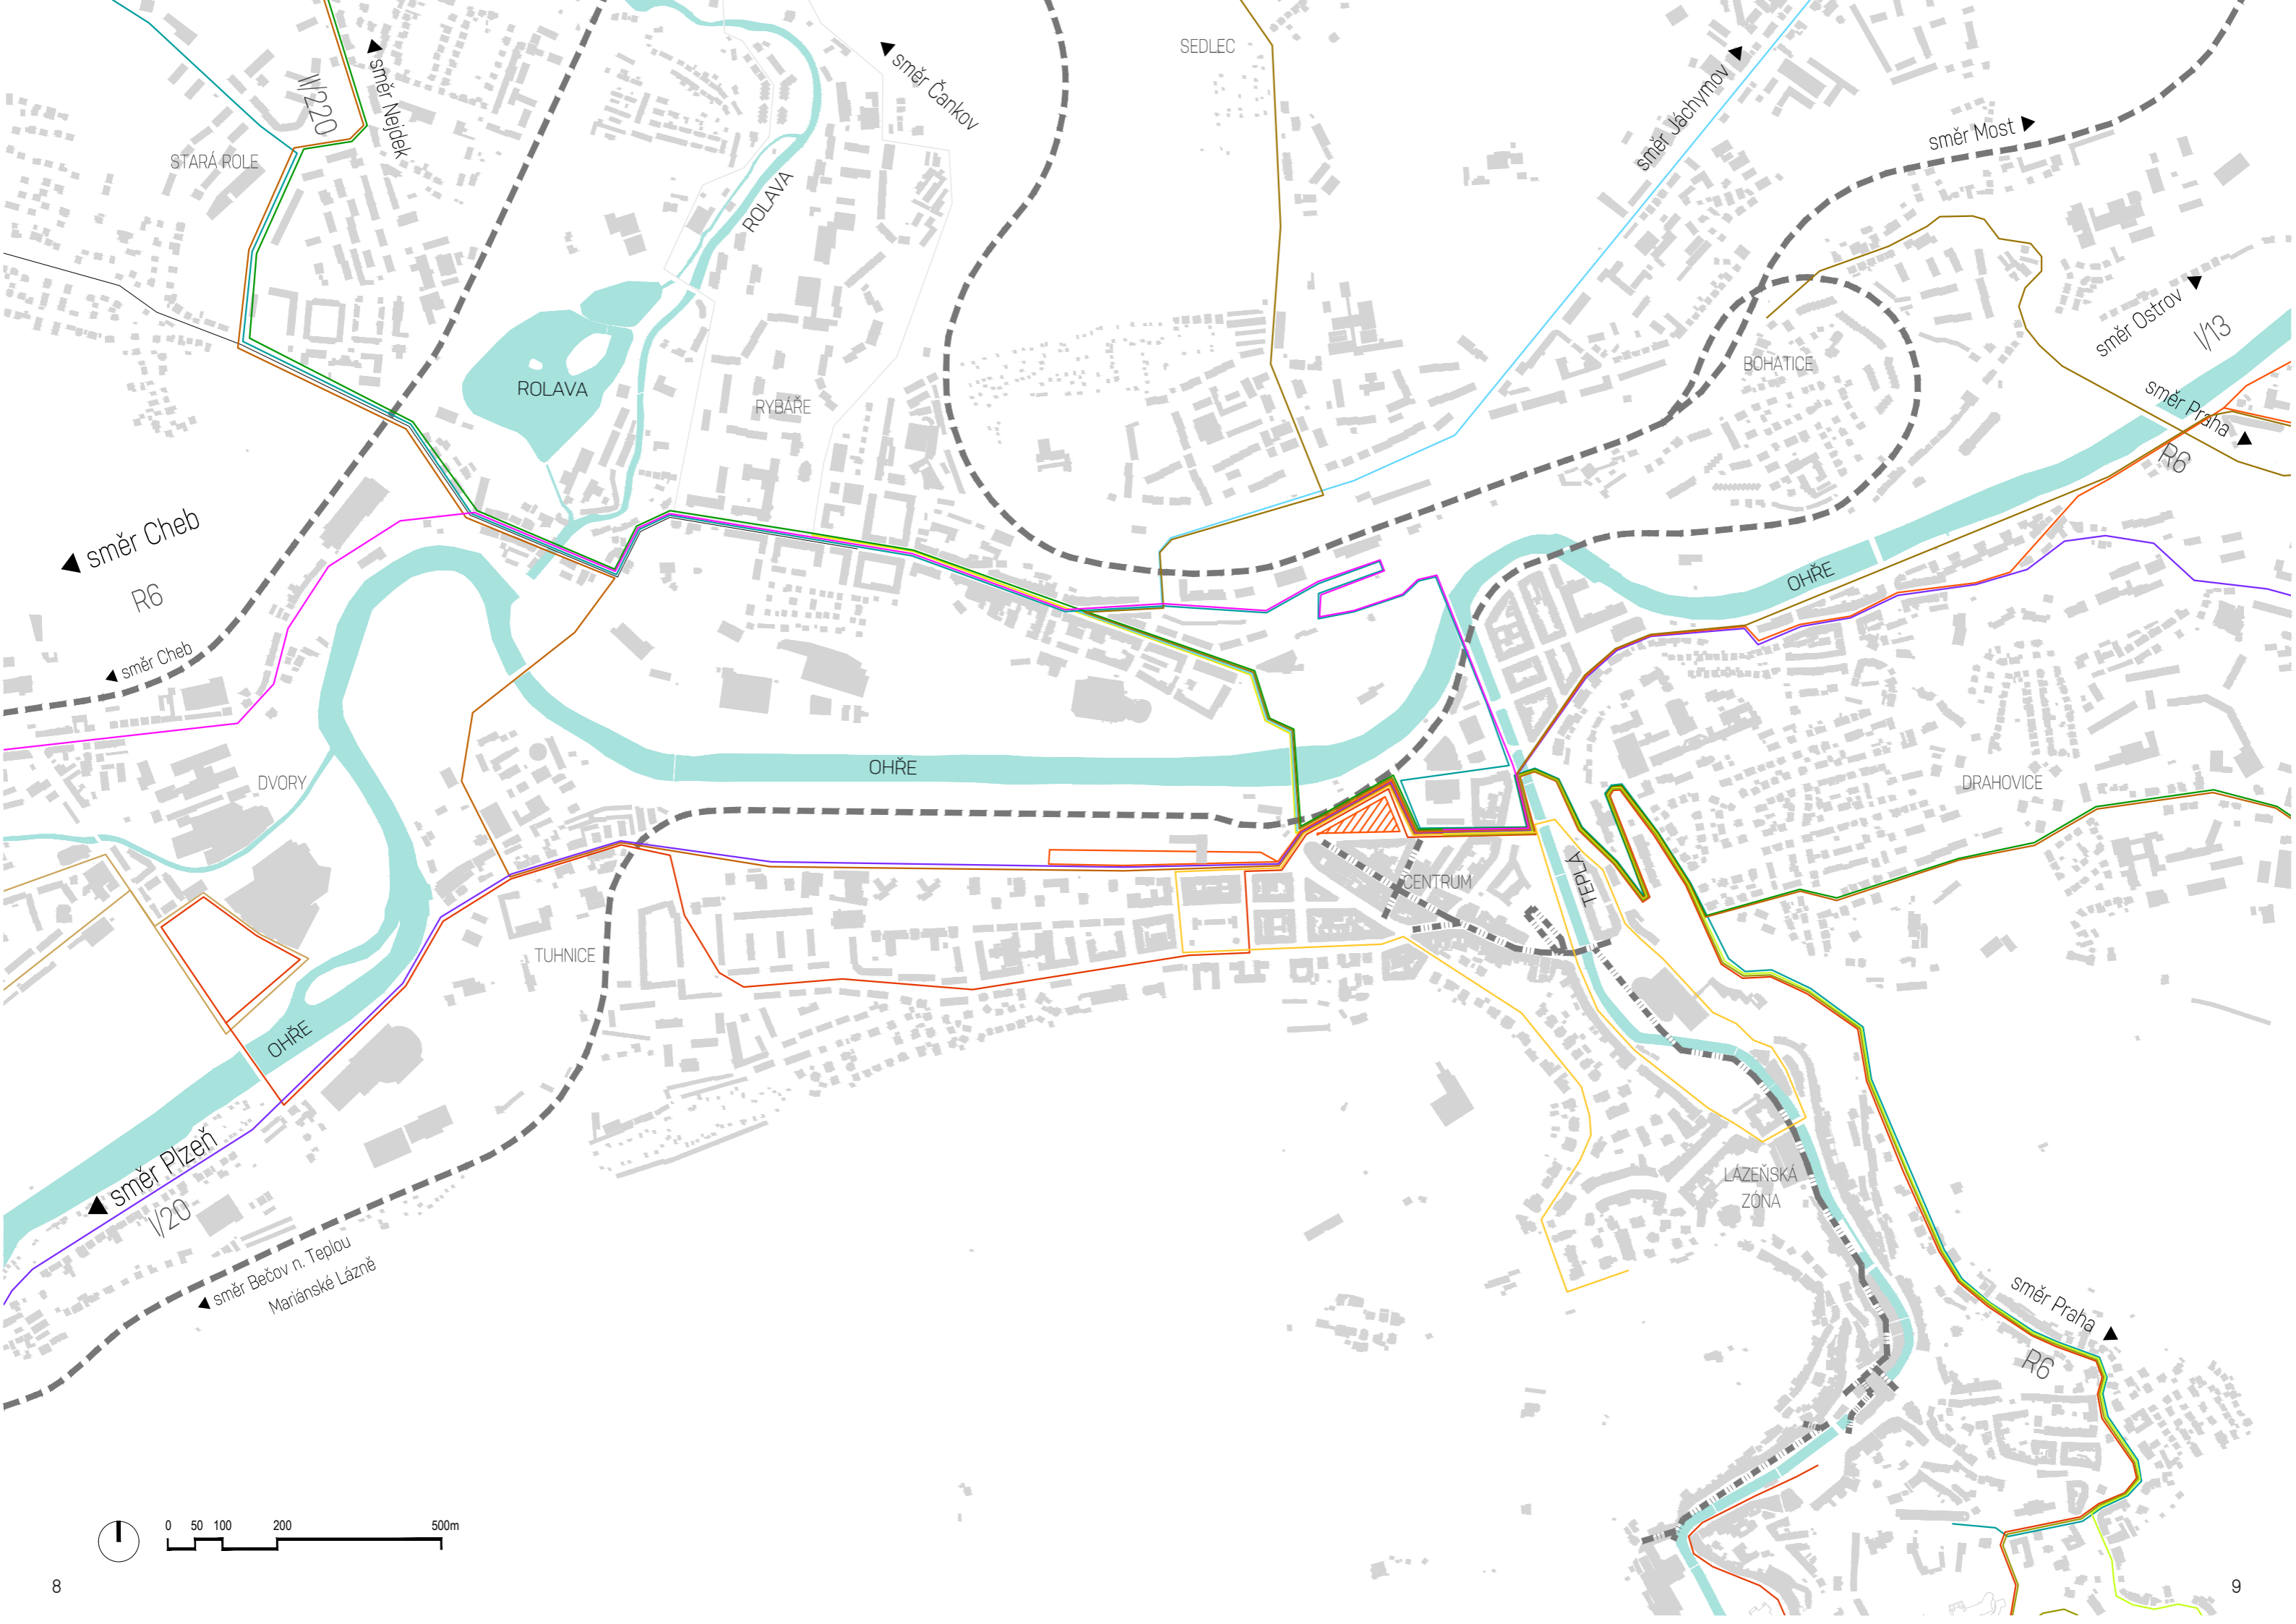 SEDLEC
směr Nejdek
II/220
STARÁ ROLE
směr Čankov
směr Jáchymov
směr Most
ROLAVA
ROLAVA
RYBÁŘE
BOHATICE
směr Ostrov
I/13
směr Praha
R6
směr Cheb
R6
směr Cheb
OHŘE
DVORY
OHŘE
DRAHOVICE
CENTRUM
TEPLÁ
TUHNICE
OHŘE
směr Plzeň
I/20
LÁZEŇSKÁ
ZÓNA
směr Bečov n. Teplou
Mariánské Lázně
směr Praha
R6
0 50 100 200 500m
8
9